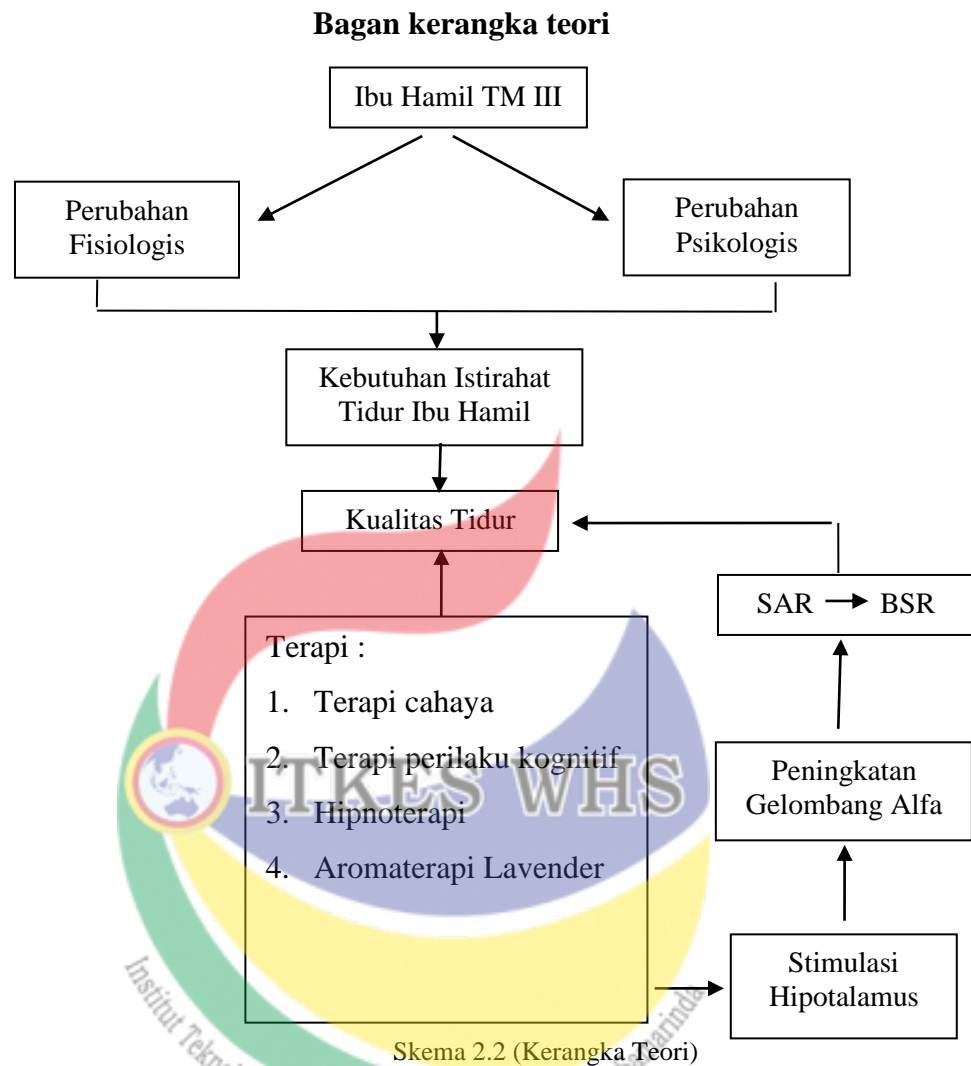 Bagan kerangka teori
Ibu Hamil TM III
Perubahan
Fisiologis
Perubahan
Psikologis
Kebutuhan Istirahat
Tidur Ibu Hamil
Kualitas Tidur
SAR → BSR
Terapi :
1. Terapi cahaya
2. Terapi perilaku kognitif
3. Hipnoterapi
4. Aromaterapi Lavender
ITKES WHS
Peningkatan
Gelombang Alfa
Stimulasi
Hipotalamus
Institut
Skema 2.2 (Kerangka Teori)